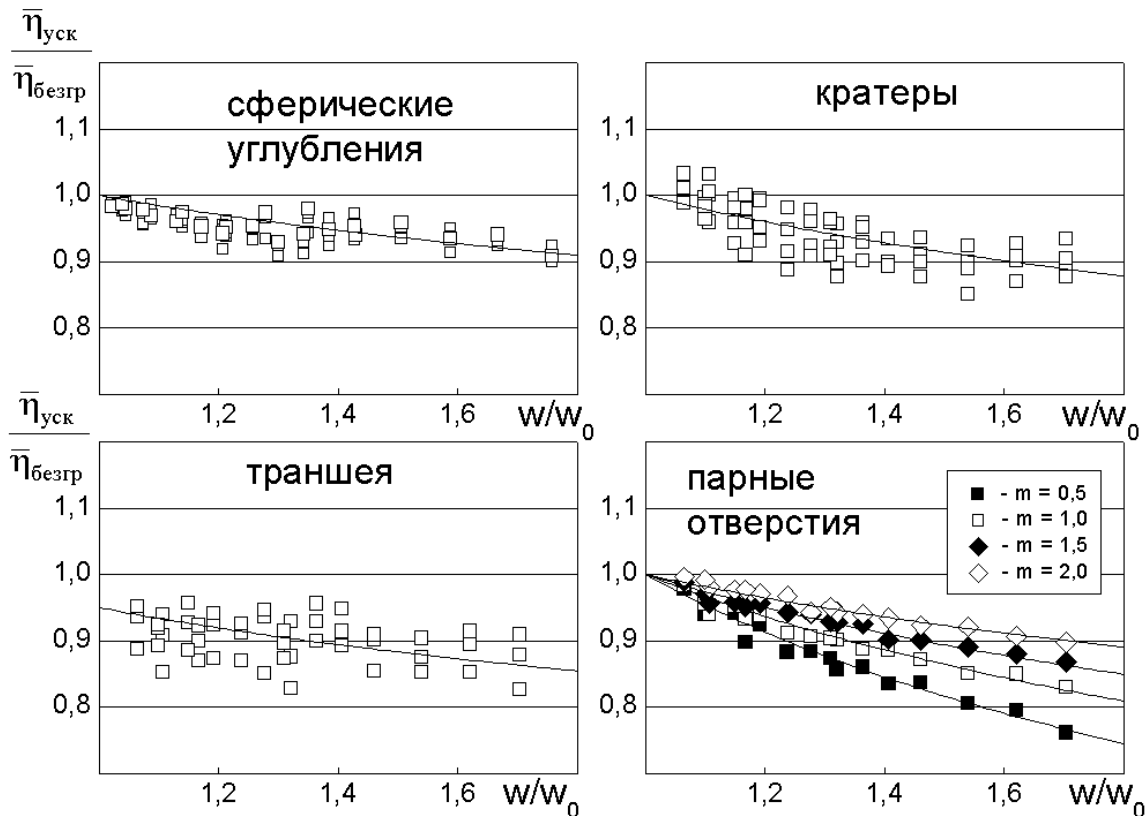 η̅уск
η̅безгр
сферические
углубления
1,1
1,0
0,9
0,8
1,2 1,4 1,6 w/w0
кратеры
1,1
1,0
0,9
0,8
1,2 1,4 1,6 w/w0
η̅уск
η̅безгр
траншея
1,1
1,0
0,9
0,8
1,2 1,4 1,6 w/w0
парные
отверстия
- m = 0,5
- m = 1,0
- m = 1,5
- m = 2,0
1,1
1,0
0,9
0,8
1,2 1,4 1,6 w/w0